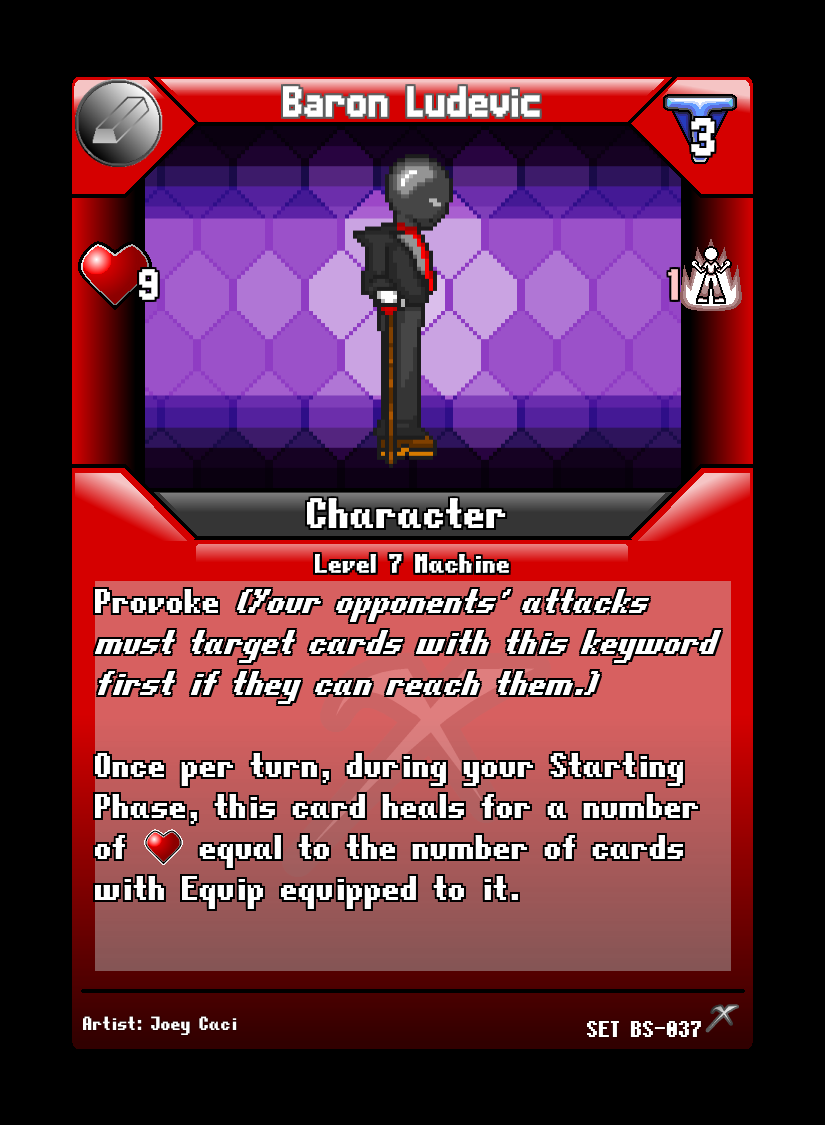 Baron Ludevic
3
9
1
Character
Level 7 Machine
Provoke (Your opponents' attacks
must target cards with this keyword
first if they can reach them.)
Once per turn, during your Starting
Phase, this card heals for a number
of equal to the number of cards
with Equip equipped to it.
Artist: Joey Caci
SET BS-037